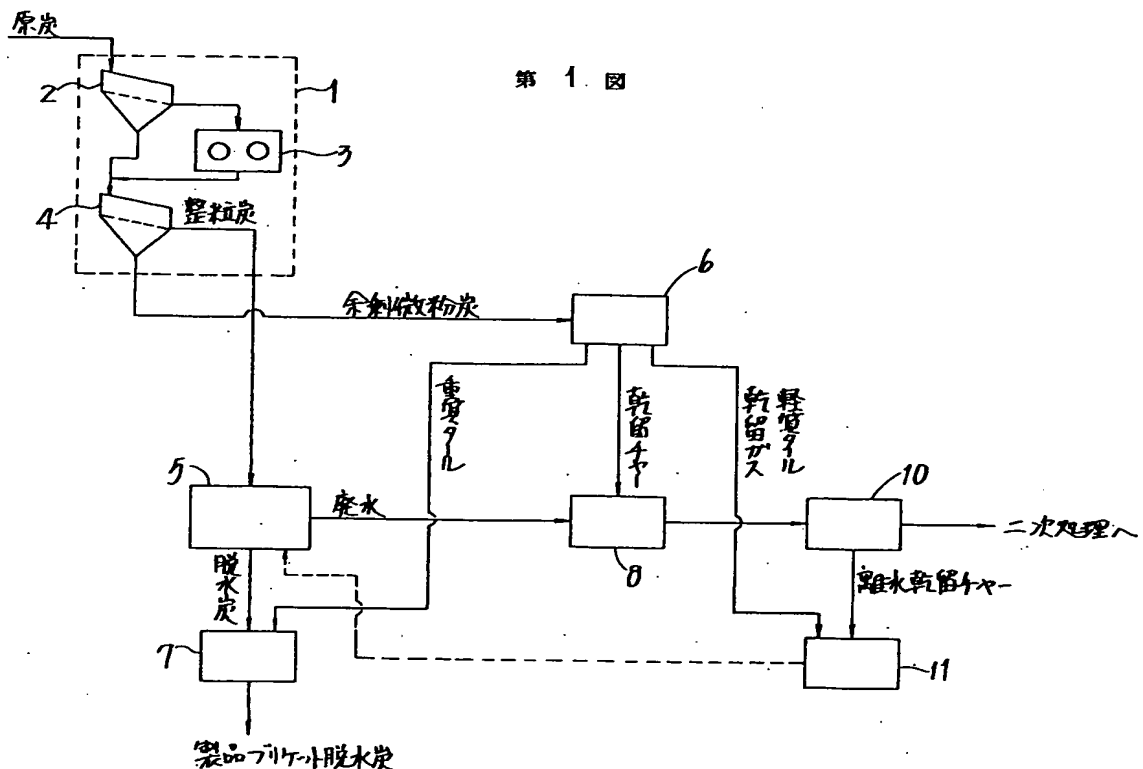 原炭
第 1 図
2
1
3
4
整粒炭
6
余剰微粉炭
重質タール
乾留チャー
軽質タール
乾留ガス
5
廃水
10
二次処理へ
8
脱水炭
離水乾留チャー
7
11
製品ブリケット脱水炭